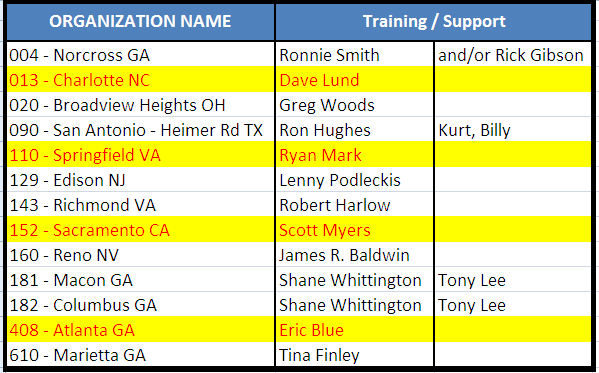 ORGANIZATION NAME Training / Support
004 - Norcross GA Ronnie Smith and/or Rick Gibson
013 - Charlotte NC Dave Lund
020 - Broadview Heights OH Greg Woods
090 - San Antonio - Heimer Rd TX Ron Hughes Kurt, Billy
110 - Springfield VA Ryan Mark
129 - Edison NJ Lenny Podleckis
143 - Richmond VA Robert Harlow
152 - Sacramento CA Scott Myers
160 - Reno NV James R. Baldwin
181 - Macon GA Shane Whittington Tony Lee
182 - Columbus GA Shane Whittington Tony Lee
408 - Atlanta GA Eric Blue
610 - Marietta GA Tina Finley